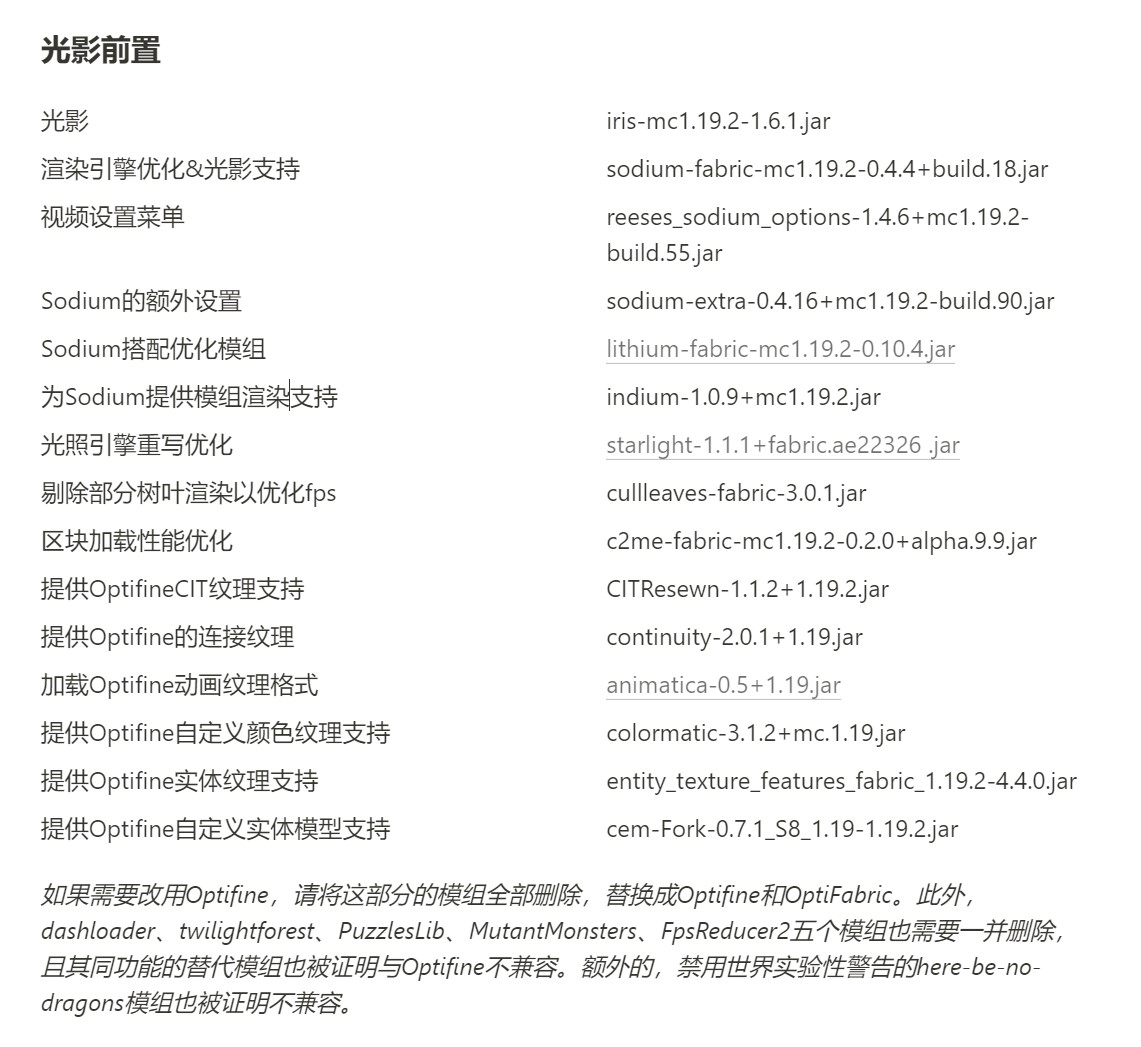 光影前置
光影 iris-mc1.19.2-1.6.1.jar
渲染引擎优化&光影支持 sodium-fabric-mc1.19.2-0.4.4+build.18.jar
视频设置菜单 reeses_sodium_options-1.4.6+mc1.19.2-
build.55.jar
Sodium的额外设置 sodium-extra-0.4.16+mc1.19.2-build.90.jar
Sodium搭配优化模组 lithium-fabric-mc1.19.2-0.10.4.jar
为Sodium提供模组渲染支持 indium-1.0.9+mc1.19.2.jar
光照引擎重写优化 starlight-1.1.1+fabric.ae22326 .jar
剔除部分树叶渲染以优化fps cullleaves-fabric-3.0.1.jar
区块加载性能优化 c2me-fabric-mc1.19.2-0.2.0+alpha.9.9.jar
提供OptifineCIT纹理支持 CITResewn-1.1.2+1.19.2.jar
提供Optifine的连接纹理 continuity-2.0.1+1.19.jar
加载Optifine动画纹理格式 animatica-0.5+1.19.jar
提供Optifine自定义颜色纹理支持 colormatic-3.1.2+mc.1.19.jar
提供Optifine实体纹理支持 entity_texture_features_fabric_1.19.2-4.4.0.jar
提供Optifine自定义实体模型支持 cem-Fork-0.7.1_S8_1.19-1.19.2.jar
如果需要改用Optifine，请将这部分的模组全部删除，替换成Optifine和OptiFabric。此外，
dashloader、twilightforest、PuzzlesLib、MutantMonsters、FpsReducer2五个模组也需要一并删除，
且其同功能的替代模组也被证明与Optifine不兼容。额外的，禁用世界实验性警告的here-be-no-
dragons模组也被证明不兼容。